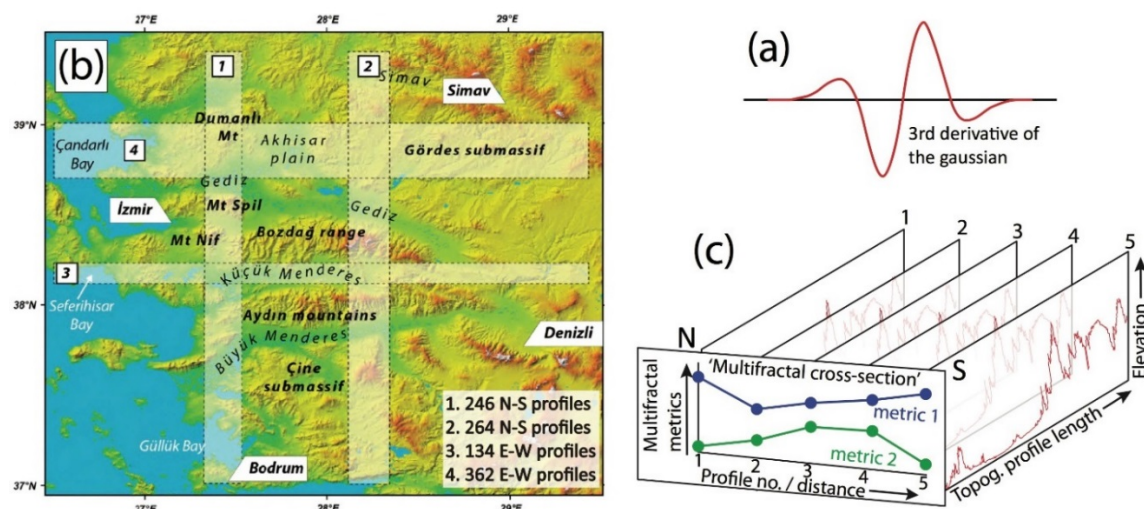 (b)
1
2
Simav
Simav
Dumanlı
Mt
39°N
Çandarlı
Bay
4
Akhisar
plain
Gördes submassif
Gediz
İzmir
Mt Spil
Gediz
Mt Nif
Bozdağ range
3
Küçük Menderes
Seferihisar
Bay
38°N
Aydın mountains
Denizli
Büyük Menderes
Çine
submassif
Güllük Bay
Bodrum
37°N
27°E
28°E
29°E
27°E
28°E
29°E
1. 246 N-S profiles
2. 264 N-S profiles
3. 134 E-W profiles
4. 362 E-W profiles
(a)
3rd derivative of
the gaussian
(c)
1
2
3
4
5
Elevation
N
S
'Multifractal cross-section'
Multifractal
metrics
metric 1
metric 2
1
2
3
4
5
Profile no. / distance
Topog. profile length